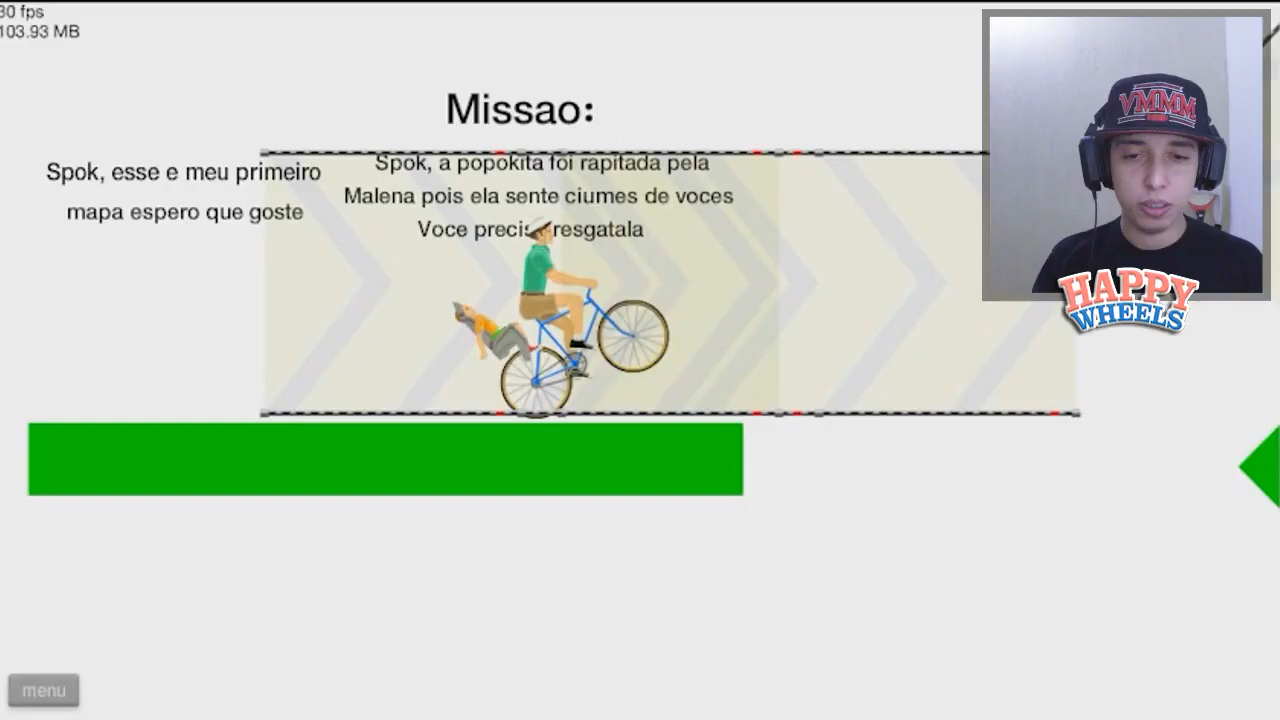 30 fps
103.93 MB
Missao:
Spok, esse e meu primeiro
mapa espero que goste
Spok, a popokita foi rapitada pela
Malena pois ela sente ciumes de voces
Voce precisa resgatala
VMMM
HAPPY
WHEELS
menu